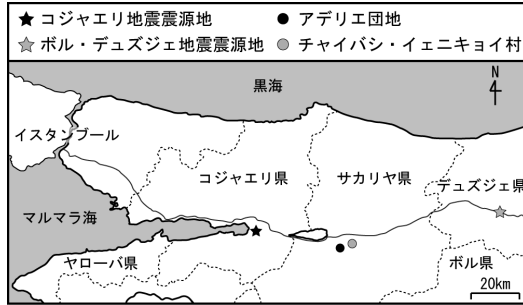 ★ コジャエリ地震震源地 ● アデリエ団地
★ ボル・デュズジェ地震震源地 ● チャイバシ・イェニキョイ村
黒海
N
4
イスタンブール
コジャエリ県
サカリヤ県
デュズジェ県
マルマラ海
ヤローバ県
ボル県
20km